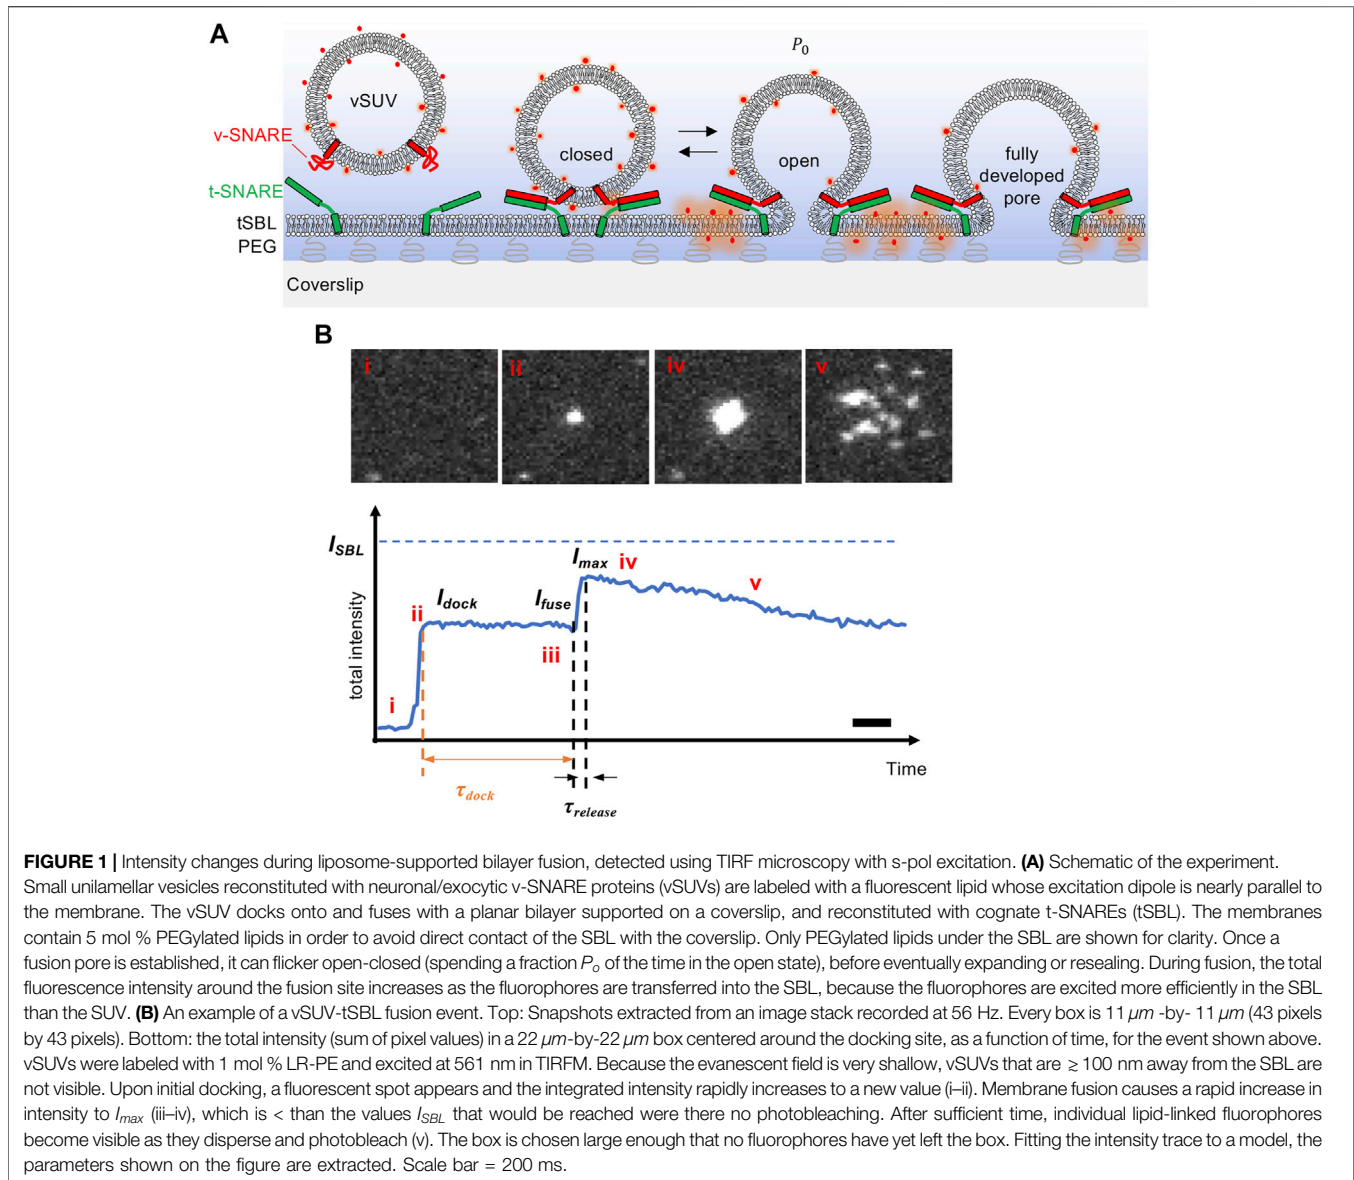 A
P₀
vSUV
v-SNARE
closed
open
fully
developed
pore
t-SNARE
tSBL
PEG
Coverslip
B
i
ii
iv
v
I_SBL
I_max
iv
v
I_dock
I_fuse
ii
iii
i
total intensity
Time
τ_dock
τ_release
FIGURE 1 | Intensity changes during liposome-supported bilayer fusion, detected using TIRF microscopy with s-pol excitation. (A) Schematic of the experiment.
Small unilamellar vesicles reconstituted with neuronal/exocytic v-SNARE proteins (vSUVs) are labeled with a fluorescent lipid whose excitation dipole is nearly parallel to
the membrane. The vSUV docks onto and fuses with a planar bilayer supported on a coverslip, and reconstituted with cognate t-SNAREs (tSBL). The membranes
contain 5 mol % PEGylated lipids in order to avoid direct contact of the SBL with the coverslip. Only PEGylated lipids under the SBL are shown for clarity. Once a
fusion pore is established, it can flicker open-closed (spending a fraction Pₒ of the time in the open state), before eventually expanding or resealing. During fusion, the total
fluorescence intensity around the fusion site increases as the fluorophores are transferred into the SBL, because the fluorophores are excited more efficiently in the SBL
than the SUV. (B) An example of a vSUV-tSBL fusion event. Top: Snapshots extracted from an image stack recorded at 56 Hz. Every box is 11 μm -by- 11 μm (43 pixels
by 43 pixels). Bottom: the total intensity (sum of pixel values) in a 22 μm-by-22 μm box centered around the docking site, as a function of time, for the event shown above.
vSUVs were labeled with 1 mol % LR-PE and excited at 561 nm in TIRFM. Because the evanescent field is very shallow, vSUVs that are ≳ 100 nm away from the SBL are
not visible. Upon initial docking, a fluorescent spot appears and the integrated intensity rapidly increases to a new value (i–ii). Membrane fusion causes a rapid increase in
intensity to I_max (iii–iv), which is < than the values I_SBL that would be reached were there no photobleaching. After sufficient time, individual lipid-linked fluorophores
become visible as they disperse and photobleach (v). The box is chosen large enough that no fluorophores have yet left the box. Fitting the intensity trace to a model, the
parameters shown on the figure are extracted. Scale bar = 200 ms.